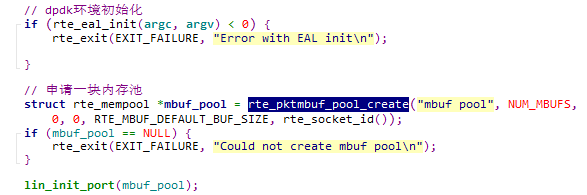 // dpdk环境初始化
if (rte_eal_init(argc, argv) < 0) {
    rte_exit(EXIT_FAILURE, "Error with EAL init\n");
}
// 申请一块内存池
struct rte_mempool *mbuf_pool = rte_pktmbuf_pool_create("mbuf pool", NUM_MBUFS,
    0, 0, RTE_MBUF_DEFAULT_BUF_SIZE, rte_socket_id());
if (mbuf_pool == NULL) {
    rte_exit(EXIT_FAILURE, "Could not create mbuf pool\n");
}
lin_init_port(mbuf_pool);